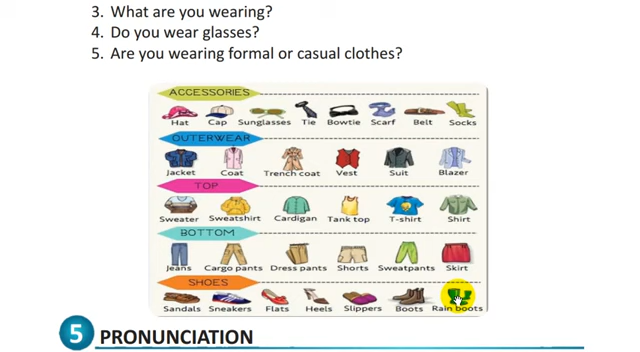 3. What are you wearing?
4. Do you wear glasses?
5. Are you wearing formal or casual clothes?
ACCESSORIES
Hat Cap Sunglasses Tie Bowtie Scarf Belt Socks
OUTERWEAR
Jacket Coat Trench coat Vest Suit Blazer
TOP
Sweater Sweatshirt Cardigan Tank top T-shirt Shirt
BOTTOM
Jeans Cargo pants Dress pants Shorts Sweatpants Skirt
SHOES
Sandals Sneakers Flats Heels Slippers Boots Rain boots
5 PRONUNCIATION